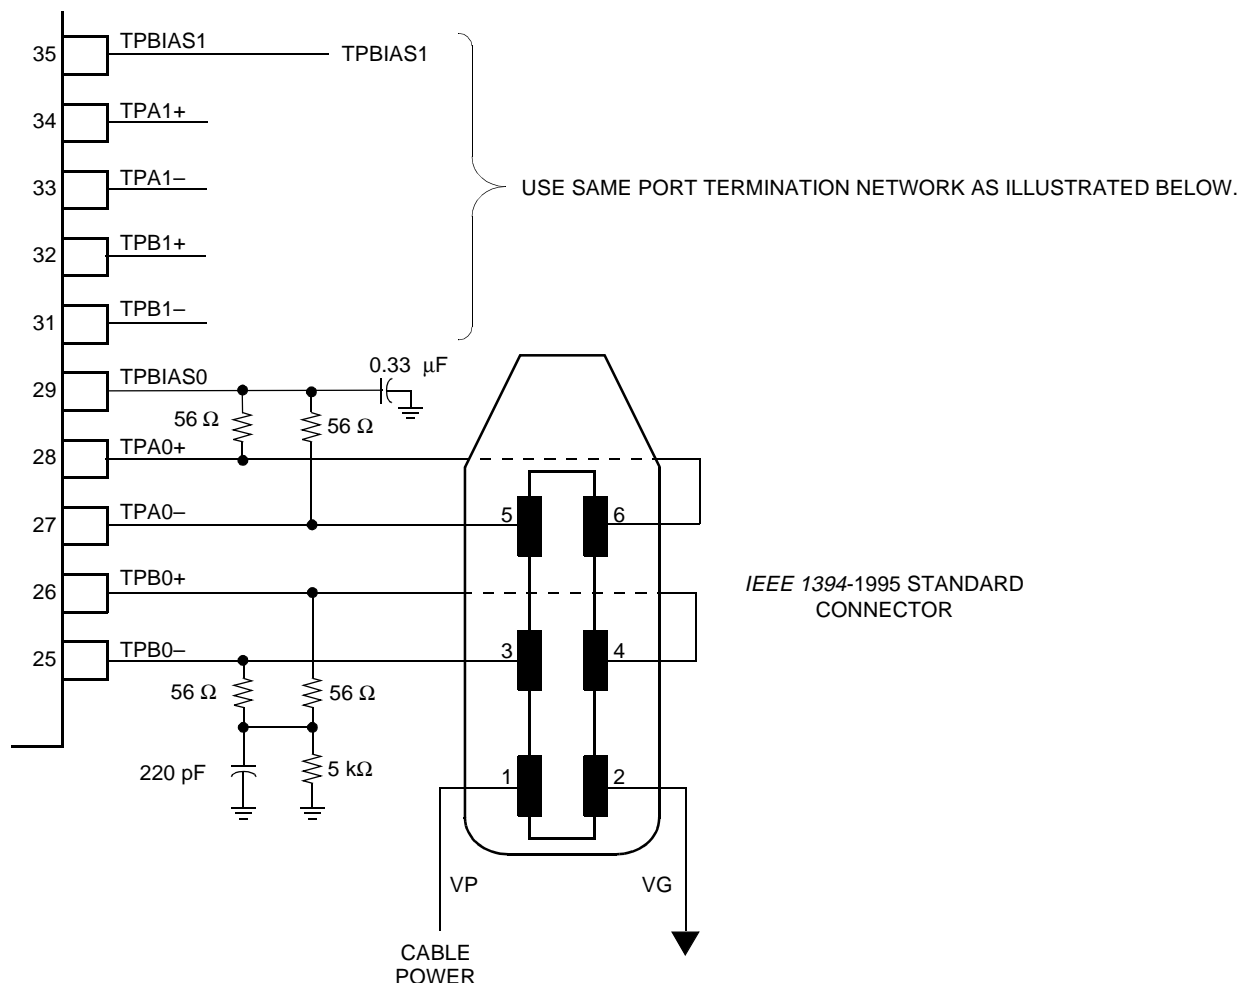 35 TPBIAS1 TPBIAS1
34 TPA1+
33 TPA1–
USE SAME PORT TERMINATION NETWORK AS ILLUSTRATED BELOW.
32 TPB1+
31 TPB1–
0.33 µF
29 TPBIAS0
56 Ω 56 Ω
28 TPA0+
27 TPA0–
5 6
26 TPB0+
IEEE 1394-1995 STANDARD
CONNECTOR
25 TPB0–
3 4
56 Ω 56 Ω
220 pF 5 kΩ
1 2
VP VG
CABLE
POWER